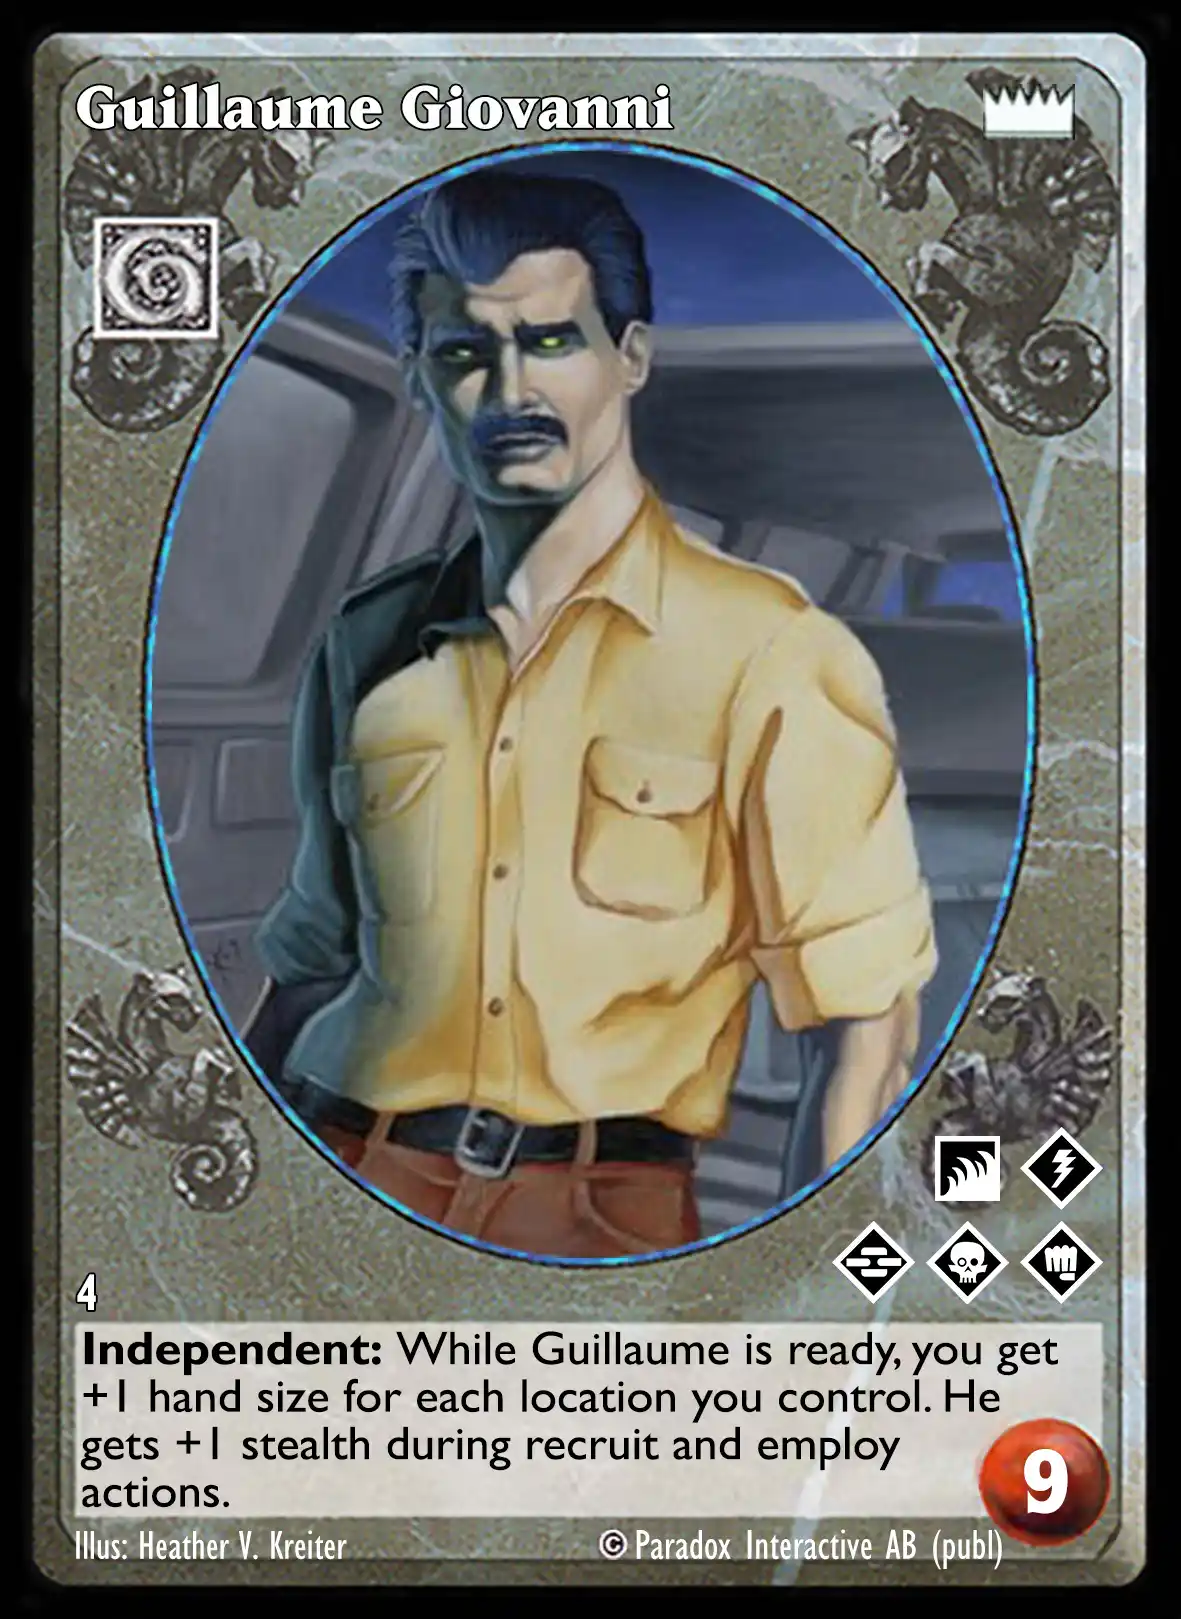 Guillaume Giovanni
4
Independent: While Guillaume is ready, you get
+1 hand size for each location you control. He
gets +1 stealth during recruit and employ
actions.
9
Illus: Heather V. Kreiter © Paradox Interactive AB (publ)